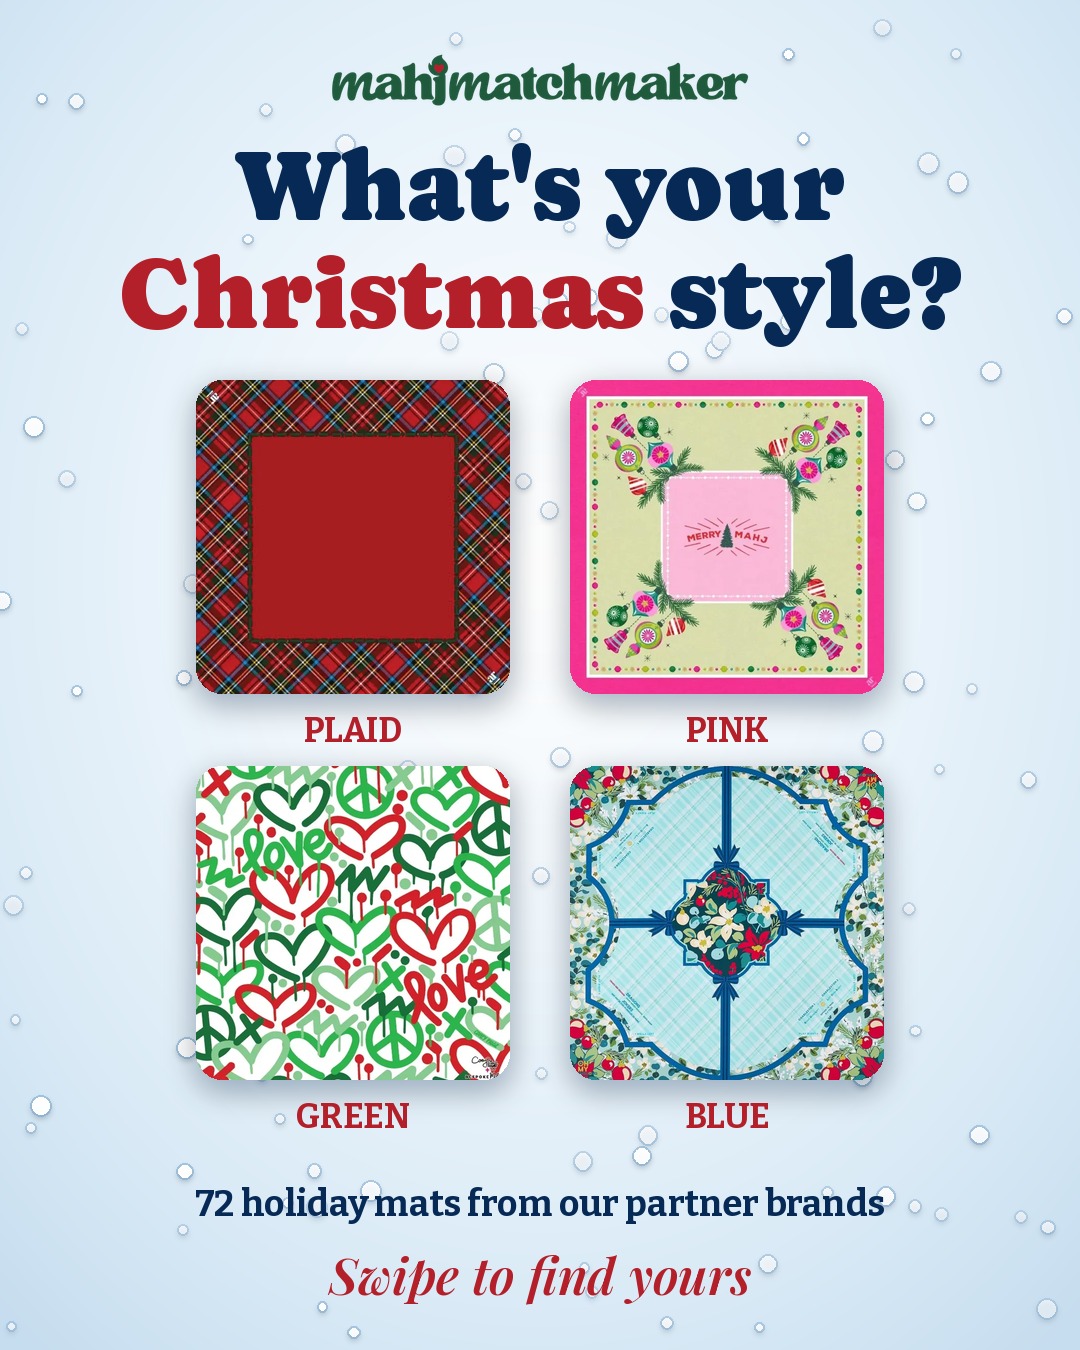 mahjmatchmaker
What's your
Christmas style?
MERRY MAHJ
PLAID
PINK
love
love
GREEN
BLUE
72 holiday mats from our partner brands
Swipe to find yours